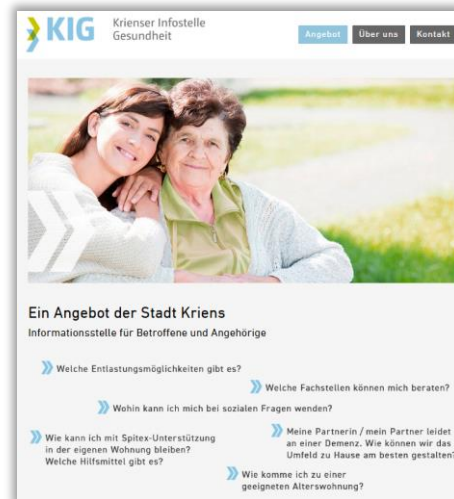 KIG
Krienser Infostelle
Gesundheit
Angebot
Über uns
Kontakt
Ein Angebot der Stadt Kriens
Informationsstelle für Betroffene und Angehörige
Welche Entlastungsmöglichkeiten gibt es?
Welche Fachstellen können mich beraten?
Wohin kann ich mich bei sozialen Fragen wenden?
Wie kann ich mit Spitex-Unterstützung
in der eigenen Wohnung bleiben?
Welche Hilfsmittel gibt es?
Meine Partnerin / mein Partner leidet
an einer Demenz. Wie können wir das
Umfeld zu Hause am besten gestalten?
Wie komme ich zu einer
geeigneten Alterswohnung?